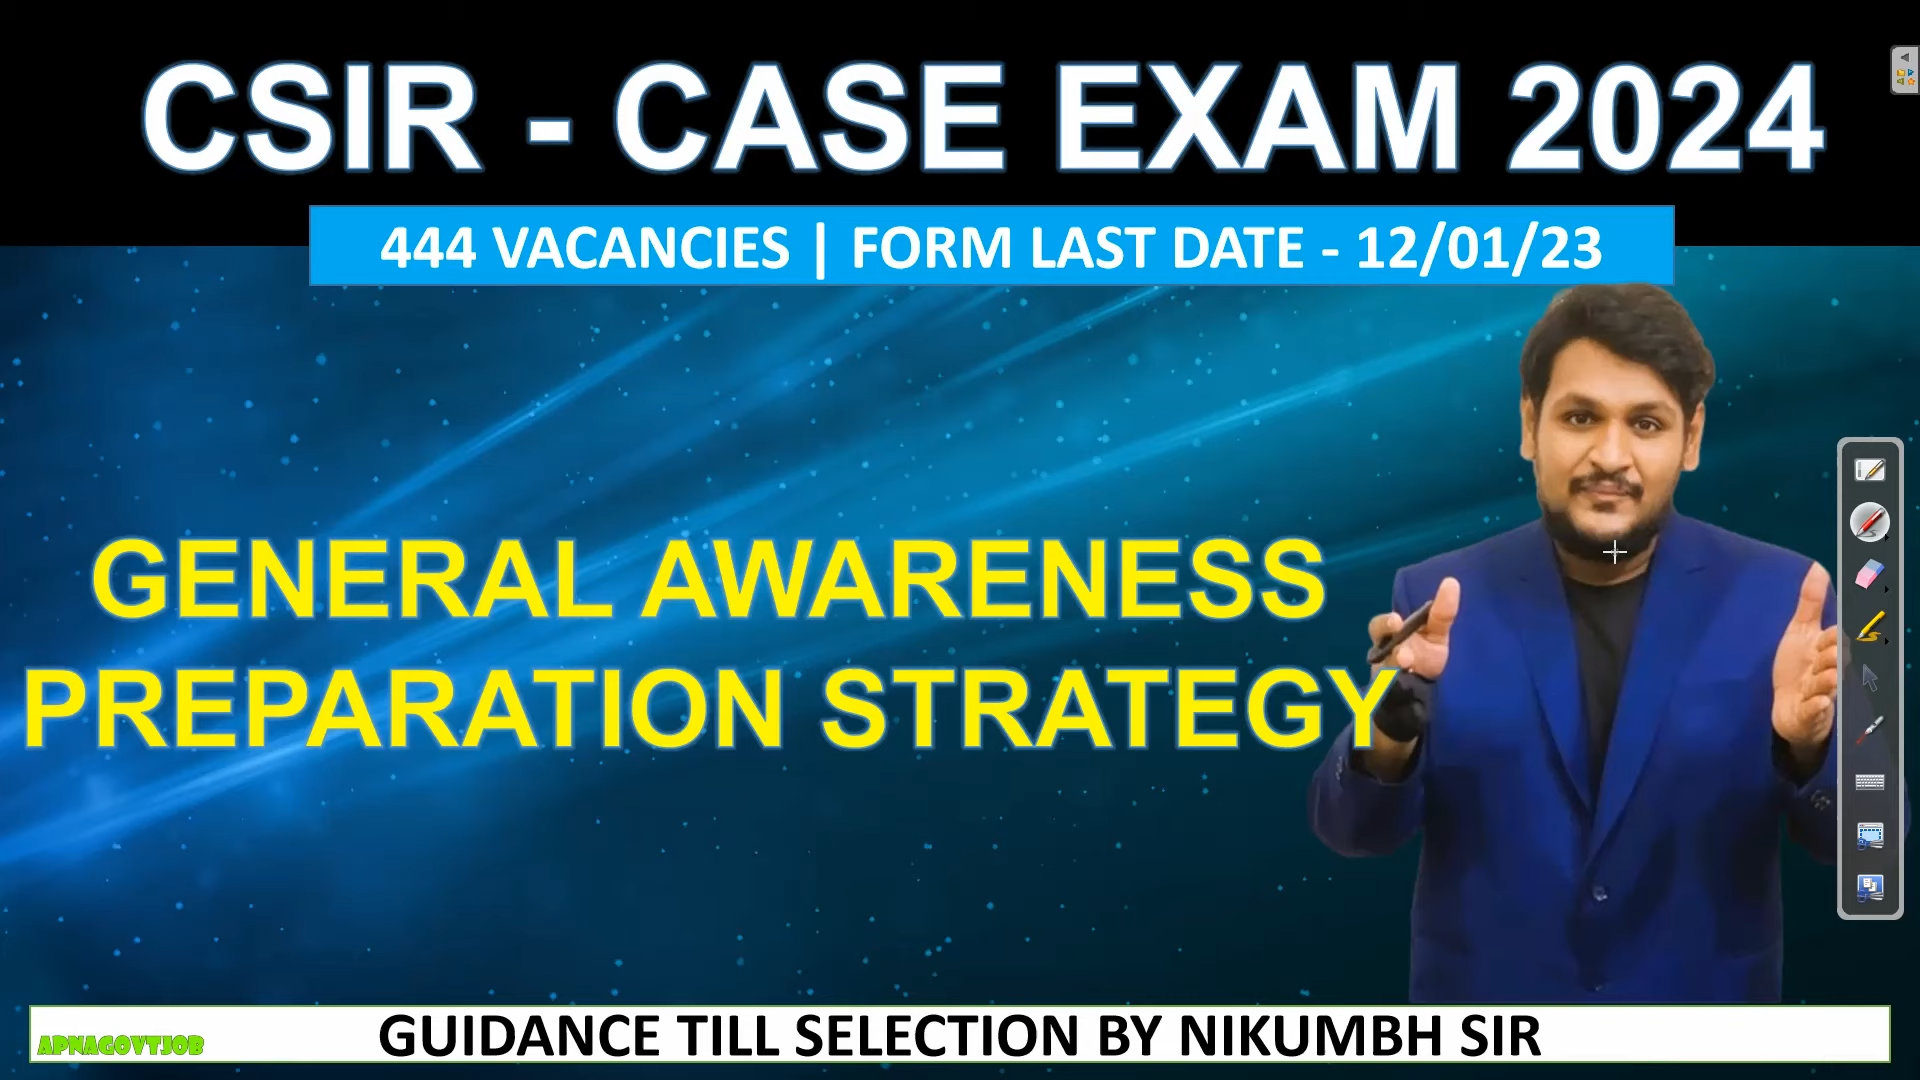 CSIR - CASE EXAM 2024
444 VACANCIES | FORM LAST DATE - 12/01/23
GENERAL AWARENESS
PREPARATION STRATEGY
APNAGOVTJOB
GUIDANCE TILL SELECTION BY NIKUMBH SIR